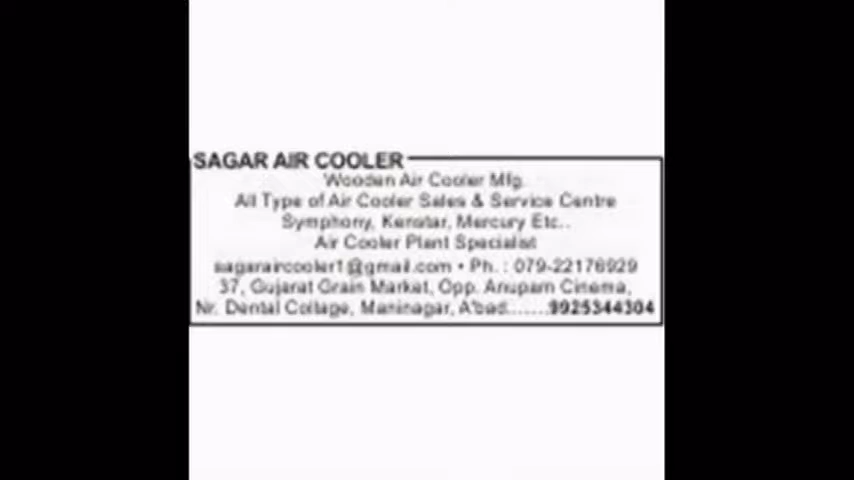 SAGAR AIR COOLER
Wooden Air Cooler Mfg.
All Type of Air Cooler Sales & Service Centre
Symphony, Kenstar, Mercury Etc..
Air Cooler Plant Specialist
sagaraircooler1@gmail.com • Ph. : 079-22176929
37, Gujarat Grain Market, Opp. Anupam Cinema,
Nr. Dental Collage, Maninagar, A'bad.......9925344304